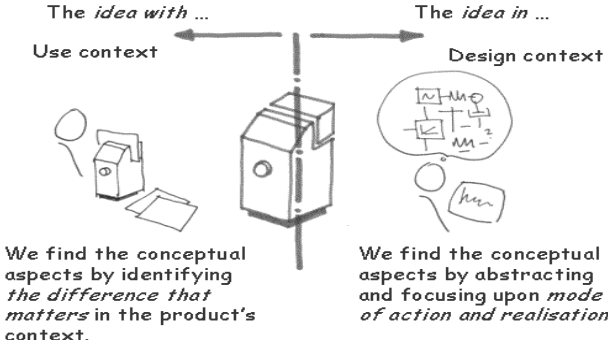 The idea with ...
Use context
We find the conceptual
aspects by identifying
the difference that
matters in the product's
context.
The idea in ...
Design context
?
We find the conceptual
aspects by abstracting
and focusing upon mode
of action and realisation